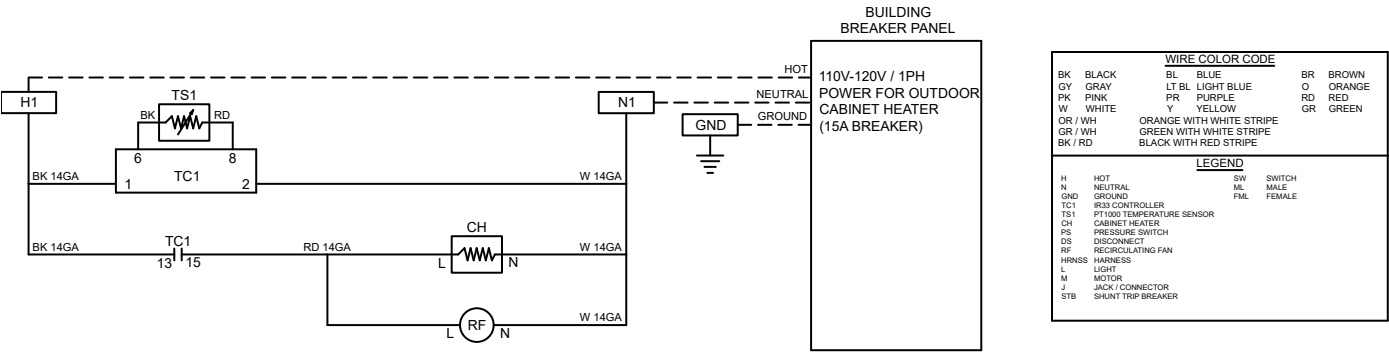 BUILDING
BREAKER PANEL
HOT
110V-120V / 1PH
NEUTRAL
POWER FOR OUTDOOR
CABINET HEATER
GROUND
(15A BREAKER)
H1
TS1
BK
RD
N1
GND
6
8
TC1
1
2
BK 14GA
W 14GA
BK 14GA
TC1
13
15
RD 14GA
CH
L
N
W 14GA
RF
L
N
W 14GA
WIRE COLOR CODE
BK BLACK BL BLUE BR BROWN
GY GRAY LT BL LIGHT BLUE O ORANGE
PK PINK PR PURPLE RD RED
W WHITE Y YELLOW GR GREEN
OR / WH ORANGE WITH WHITE STRIPE
GR / WH GREEN WITH WHITE STRIPE
BK / RD BLACK WITH RED STRIPE
LEGEND
H HOT SW SWITCH
N NEUTRAL ML MALE
GND GROUND FML FEMALE
TC1 IR33 CONTROLLER
TS1 PT1000 TEMPERATURE SENSOR
CH CABINET HEATER
PS PRESSURE SWITCH
DS DISCONNECT
RF RECIRCULATING FAN
HRNSS HARNESS
L LIGHT
M MOTOR
J JACK / CONNECTOR
STB SHUNT TRIP BREAKER